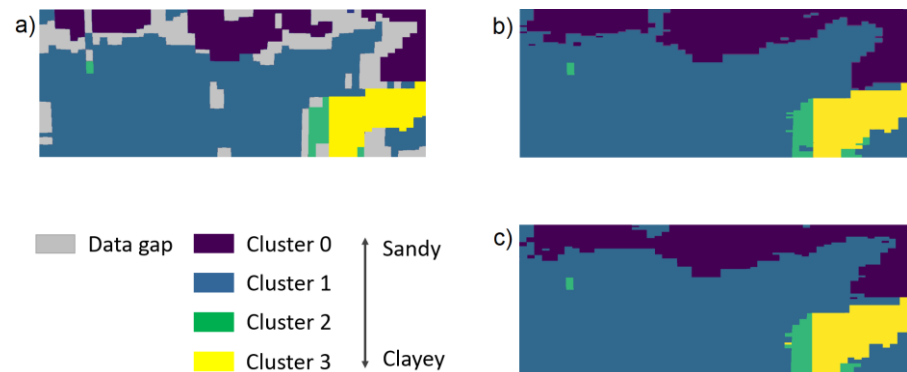 a)
b)
Data gap
Cluster 0
Cluster 1
Cluster 2
Cluster 3
Sandy
Clayey
c)